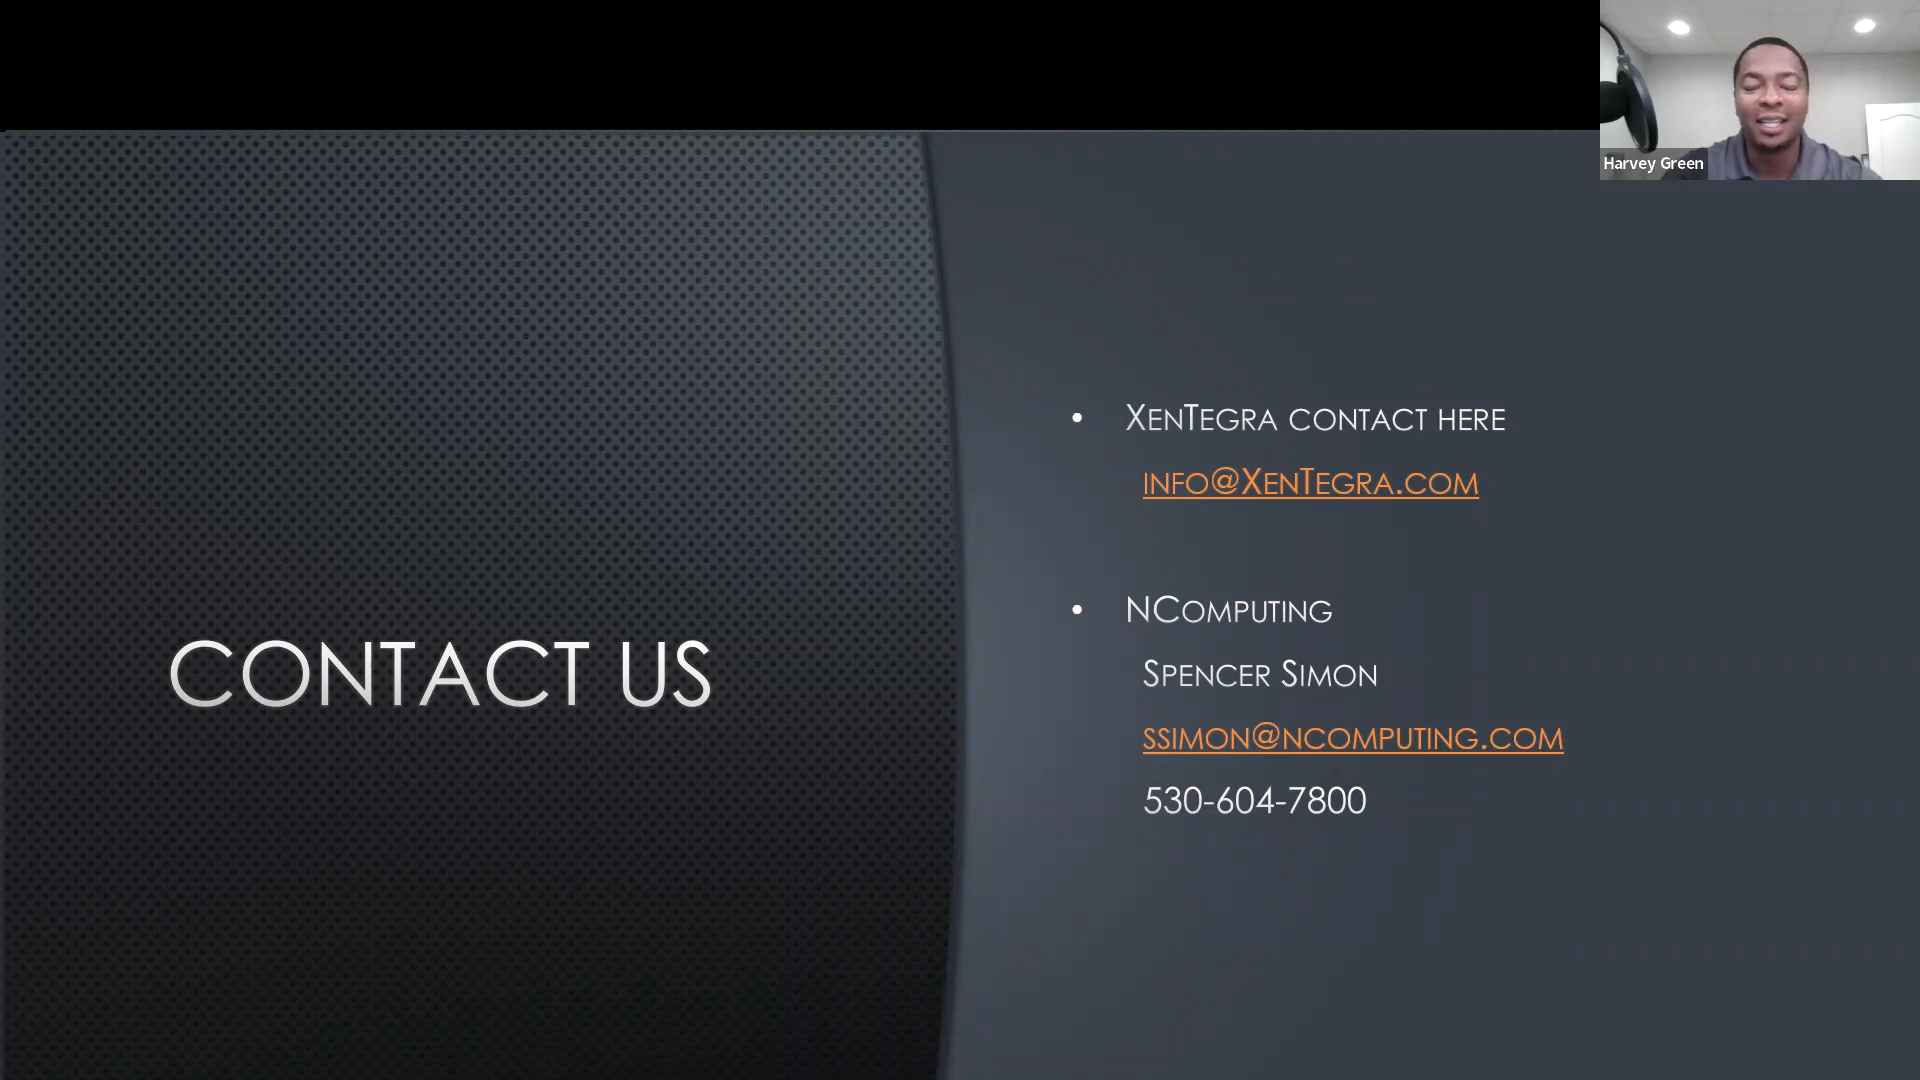 Harvey Green
CONTACT US
• XENTEGRA CONTACT HERE
INFO@XENTEGRA.COM
• NCOMPUTING
SPENCER SIMON
SSIMON@NCOMPUTING.COM
530-604-7800